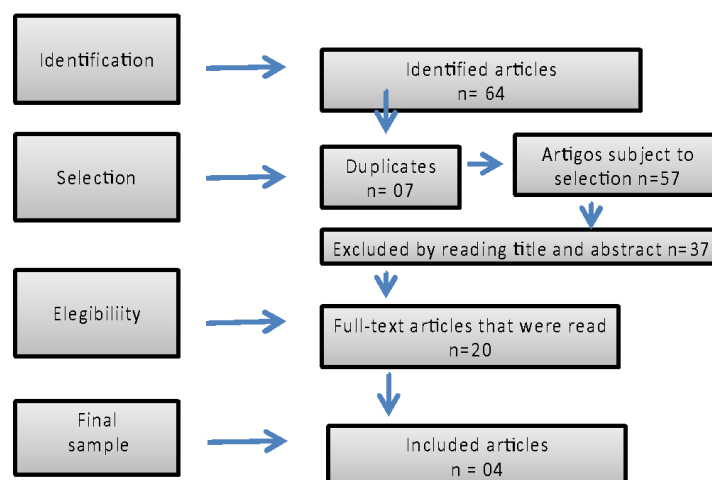 Identification
Identified articles
n= 64
Selection
Duplicates
n= 07
Artigos subject to
selection n=57
Excluded by reading title and abstract n=37
Elegibiliity
Full-text articles that were read
n=20
Final
sample
Included articles
n = 04